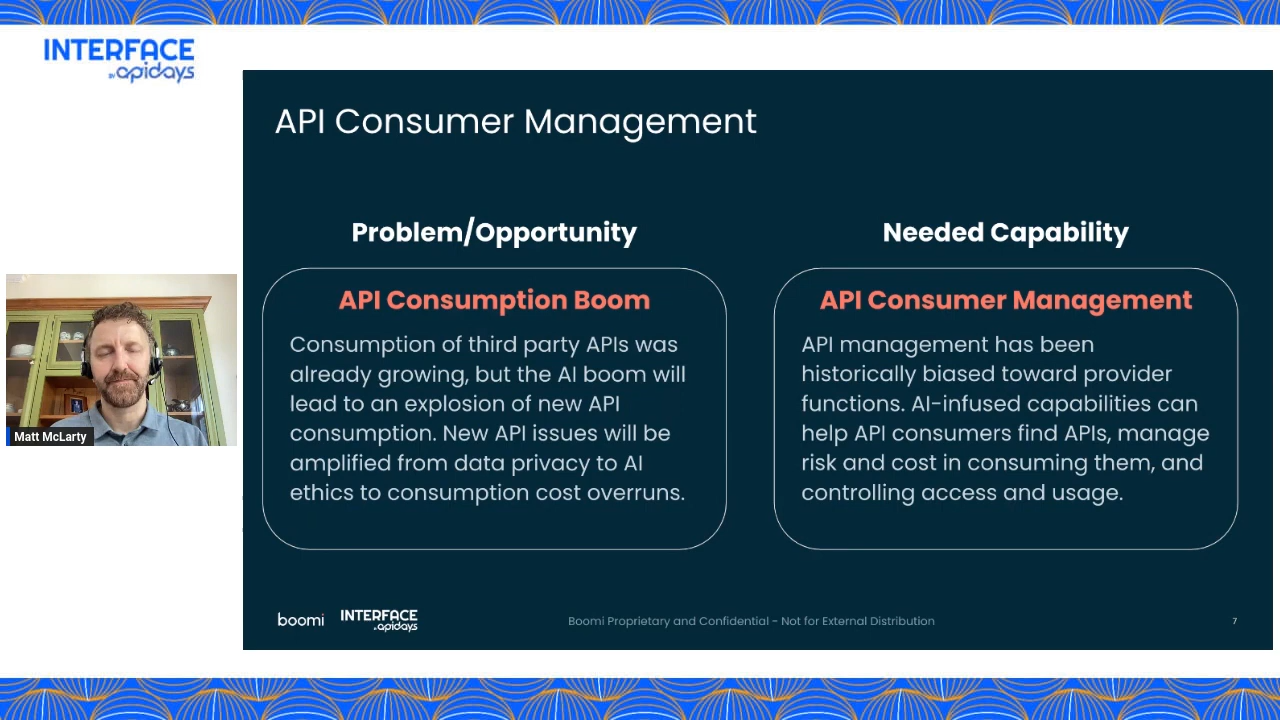 INTERFACE
BY apidays
API Consumer Management
Problem/Opportunity
API Consumption Boom
Consumption of third party APIs was
already growing, but the AI boom will
lead to an explosion of new API
consumption. New API issues will be
amplified from data privacy to AI
ethics to consumption cost overruns.
Needed Capability
API Consumer Management
API management has been
historically biased toward provider
functions. AI-infused capabilities can
help API consumers find APIs, manage
risk and cost in consuming them, and
controlling access and usage.
Matt McLarty
boomi
INTERFACE
BY apidays
Boomi Proprietary and Confidential - Not for External Distribution
7